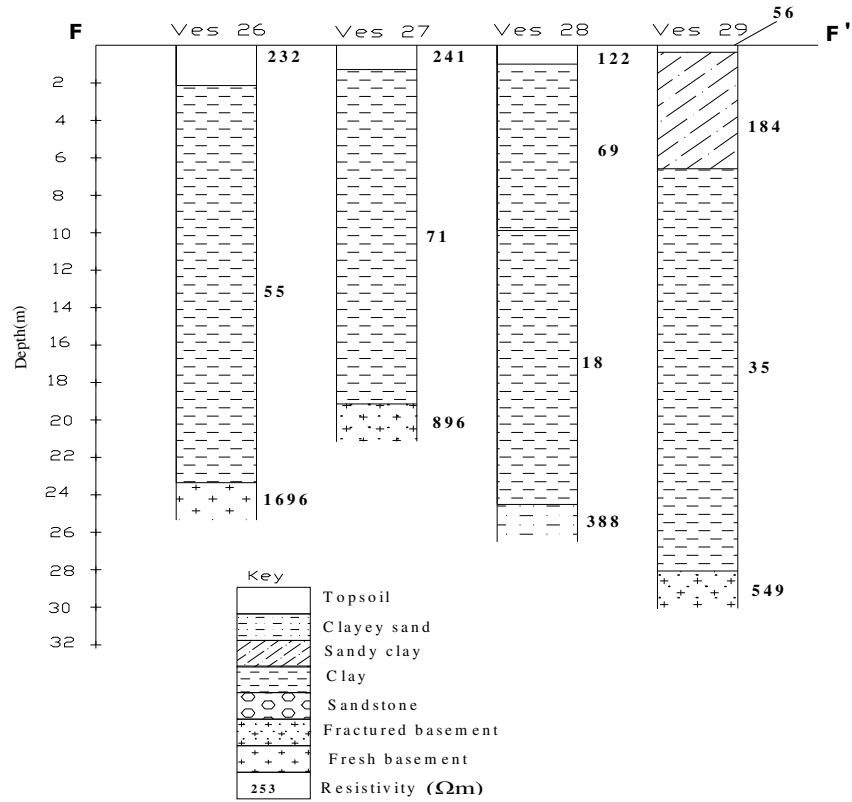 F Ves 26 Ves 27 Ves 28 Ves 29 56 F'
232 241 122
2
4 184
6 69
8
10 71
12
55
14
16
18 35
18
20 896
22
24 1696
26 388
28
549
30
32
Depth(m)
Key
Topsoil
Clayey sand
Sandy clay
Clay
Sandstone
Fractured basement
Fresh basement
253 Resistivity (Ωm)